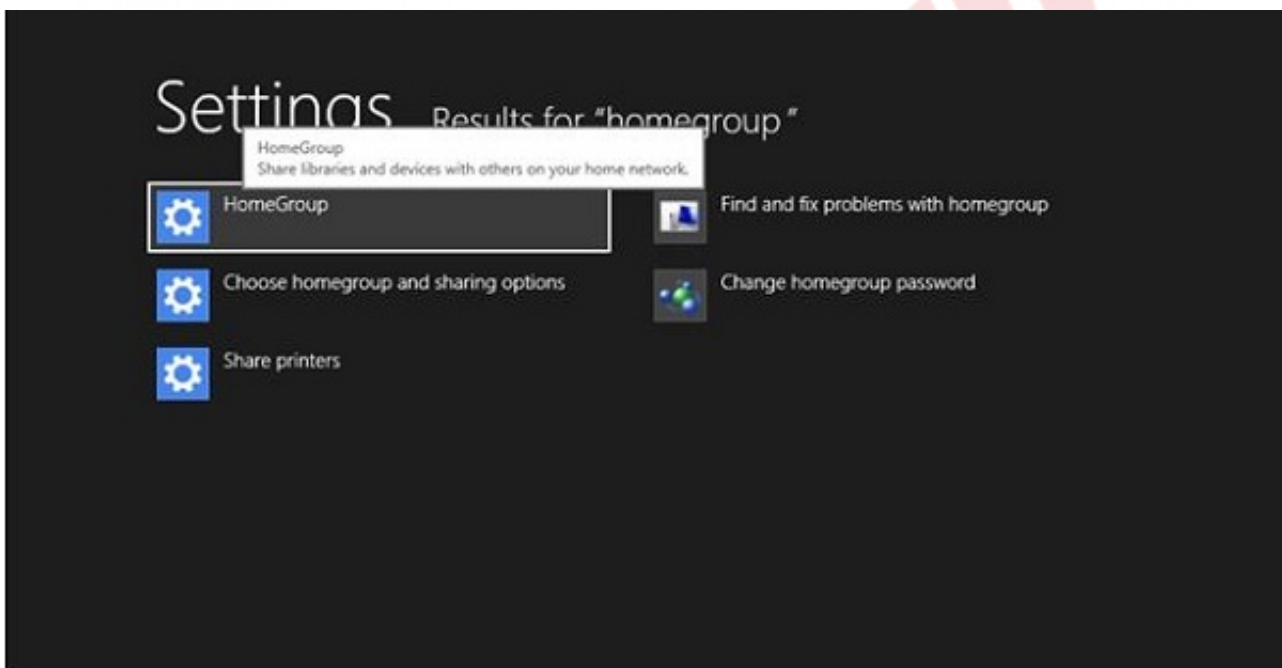 Settings Results for "homegroup"
HomeGroup
Share libraries and devices with others on your home network.
HomeGroup
Find and fix problems with homegroup
Choose homegroup and sharing options
Change homegroup password
Share printers